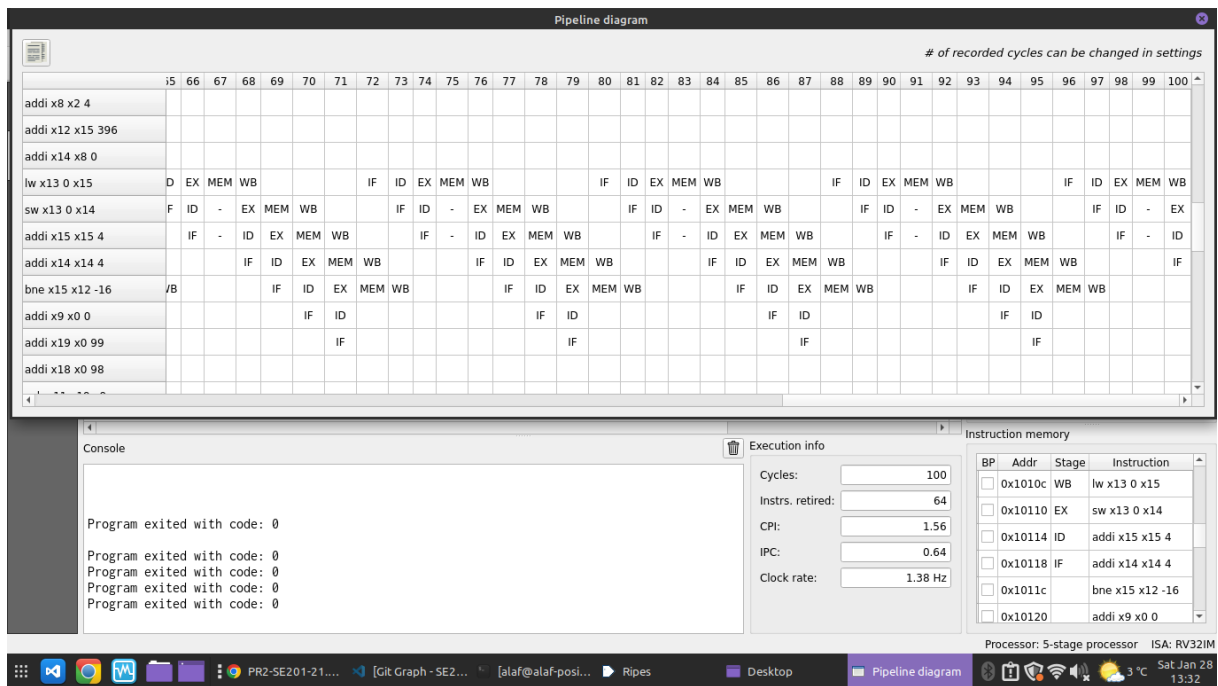 Pipeline diagram
# of recorded cycles can be changed in settings
65 66 67 68 69 70 71 72 73 74 75 76 77 78 79 80 81 82 83 84 85 86 87 88 89 90 91 92 93 94 95 96 97 98 99 100
addi x8 x2 4
addi x12 x15 396
addi x14 x8 0
lw x13 0 x15 D EX MEM WB IF ID EX MEM WB IF ID EX MEM WB IF ID EX MEM WB IF ID EX MEM WB
sw x13 0 x14 F ID - EX MEM WB IF ID - EX MEM WB IF ID - EX MEM WB IF ID - EX MEM WB IF ID - EX
addi x15 x15 4 IF - ID EX MEM WB IF - ID EX MEM WB IF - ID EX MEM WB IF - ID EX MEM WB IF - ID
addi x14 x14 4 IF ID EX MEM WB IF ID EX MEM WB IF ID EX MEM WB IF ID EX MEM WB IF
bne x15 x12 -16 WB IF ID EX MEM WB IF ID EX MEM WB IF ID EX MEM WB IF ID EX MEM WB
addi x9 x0 0 IF ID IF ID IF ID IF ID
addi x19 x0 99 IF IF IF IF
addi x18 x0 98
Console
Program exited with code: 0
Program exited with code: 0
Program exited with code: 0
Program exited with code: 0
Program exited with code: 0
Execution info
Cycles: 100
Instrs. retired: 64
CPI: 1.56
IPC: 0.64
Clock rate: 1.38 Hz
Instruction memory
BP Addr Stage Instruction
0x1010c WB lw x13 0 x15
0x10110 EX sw x13 0 x14
0x10114 ID addi x15 x15 4
0x10118 IF addi x14 x14 4
0x1011c bne x15 x12 -16
0x10120 addi x9 x0 0
Processor: 5-stage processor ISA: RV32IM
PR2-SE201-21.... [Git Graph - SE2... [alaf@alaf-posi... Ripes Desktop Pipeline diagram 3 °C Sat Jan 28
13:32